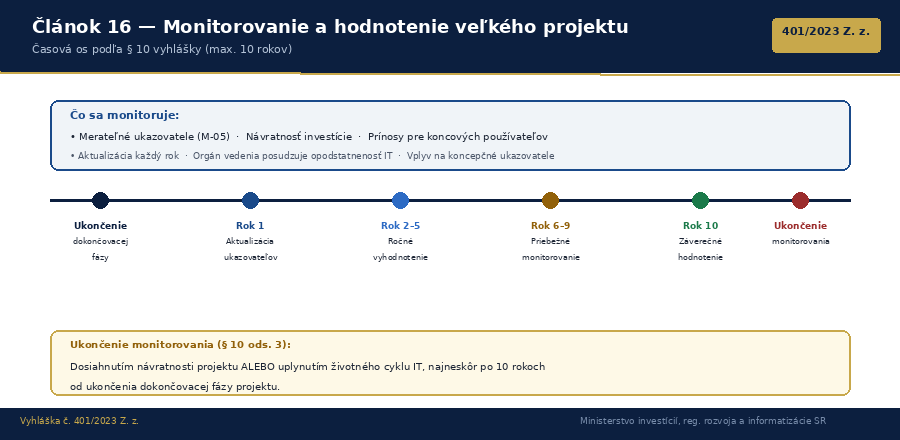 Článok 16 — Monitorovanie a hodnotenie veľkého projektu
Časová os podľa § 10 vyhlášky (max. 10 rokov)
401/2023 Z. z.
Čo sa monitoruje:
• Merateľné ukazovatele (M-05) · Návratnosť investície · Prínosy pre koncových používateľov
• Aktualizácia každý rok · Orgán vedenia posudzuje opodstatnenosť IT · Vplyv na koncepčné ukazovatele
Ukončenie
dokončovacej
fázy
Rok 1
Aktualizácia
ukazovateľov
Rok 2–5
Ročné
vyhodnotenie
Rok 6–9
Priebežné
monitorovanie
Rok 10
Záverečné
hodnotenie
Ukončenie
monitorovania
Ukončenie monitorovania (§ 10 ods. 3):
Dosiahnutím návratnosti projektu ALEBO uplynutím životného cyklu IT, najneskôr po 10 rokoch
od ukončenia dokončovacej fázy projektu.
Vyhláška č. 401/2023 Z. z.
Ministerstvo investícií, reg. rozvoja a informatizácie SR